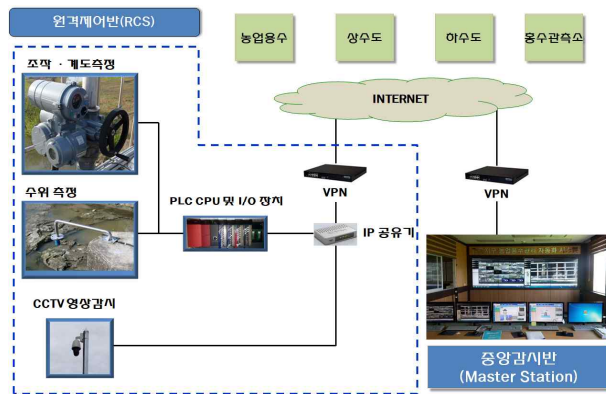 원격제어반(RCS)
농업용수
상수도
하수도
홍수관측소
조작 · 개도측정
INTERNET
VPN
VPN
수위 측정
PLC CPU 및 I/O 장치
IP 공유기
CCTV 영상감시
중앙감시반
(Master Station)